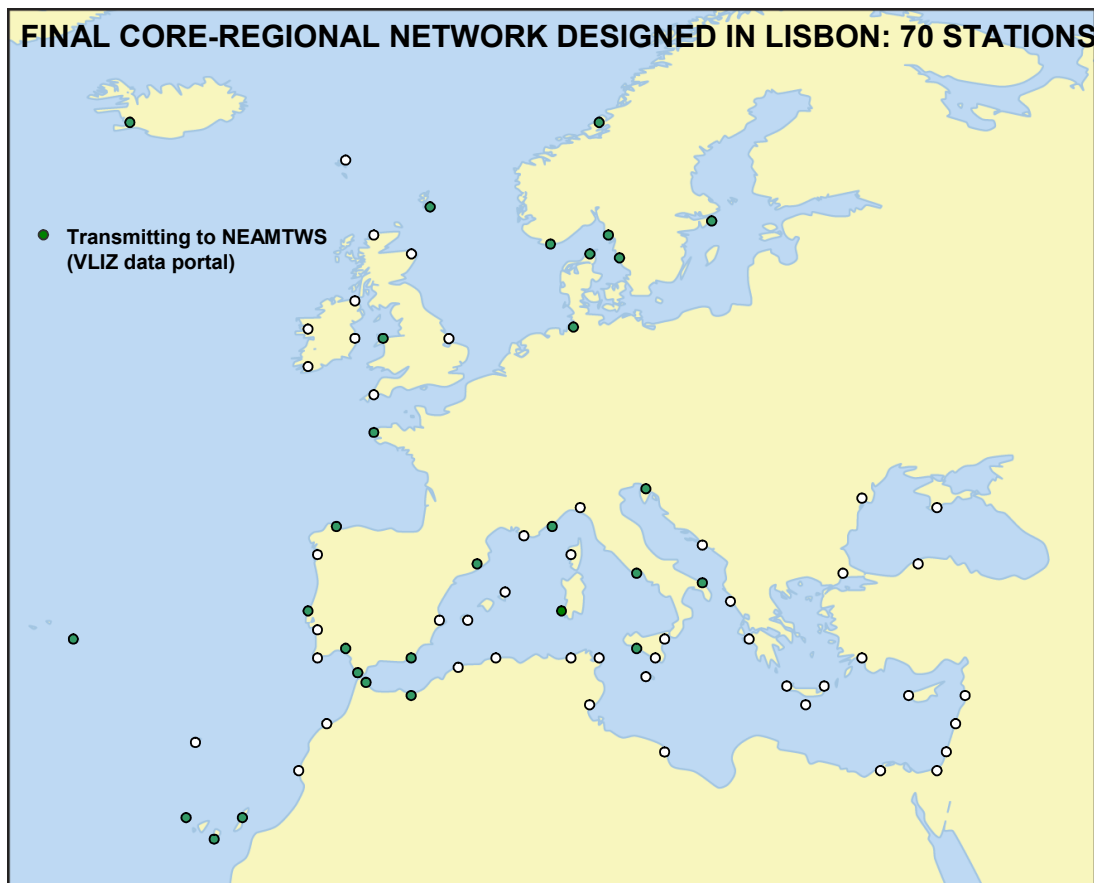 FINAL CORE-REGIONAL NETWORK DESIGNED IN LISBON: 70 STATIONS
Transmitting to NEAMTWS
(VLIZ data portal)